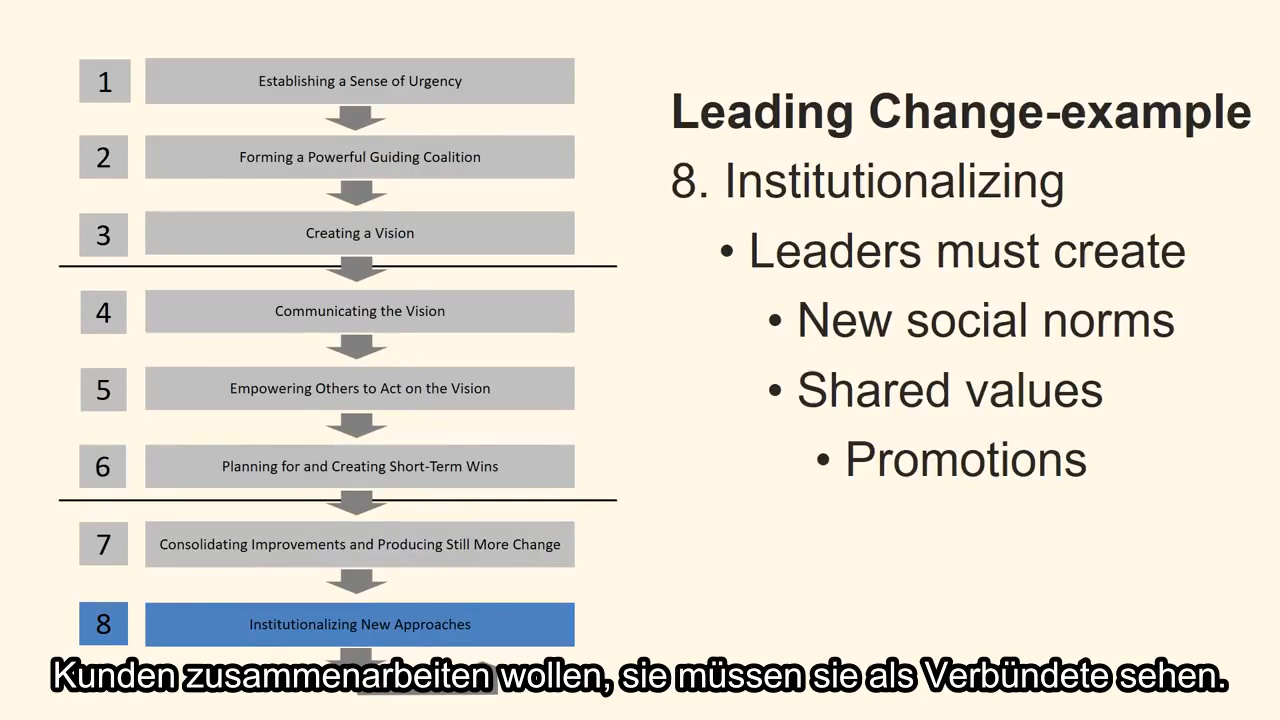 1
Establishing a Sense of Urgency
2
Forming a Powerful Guiding Coalition
3
Creating a Vision
4
Communicating the Vision
5
Empowering Others to Act on the Vision
6
Planning for and Creating Short-Term Wins
7
Consolidating Improvements and Producing Still More Change
8
Institutionalizing New Approaches
Leading Change-example
8. Institutionalizing
• Leaders must create
• New social norms
• Shared values
• Promotions
Kunden zusammenarbeiten wollen, sie müssen sie als Verbündete sehen.